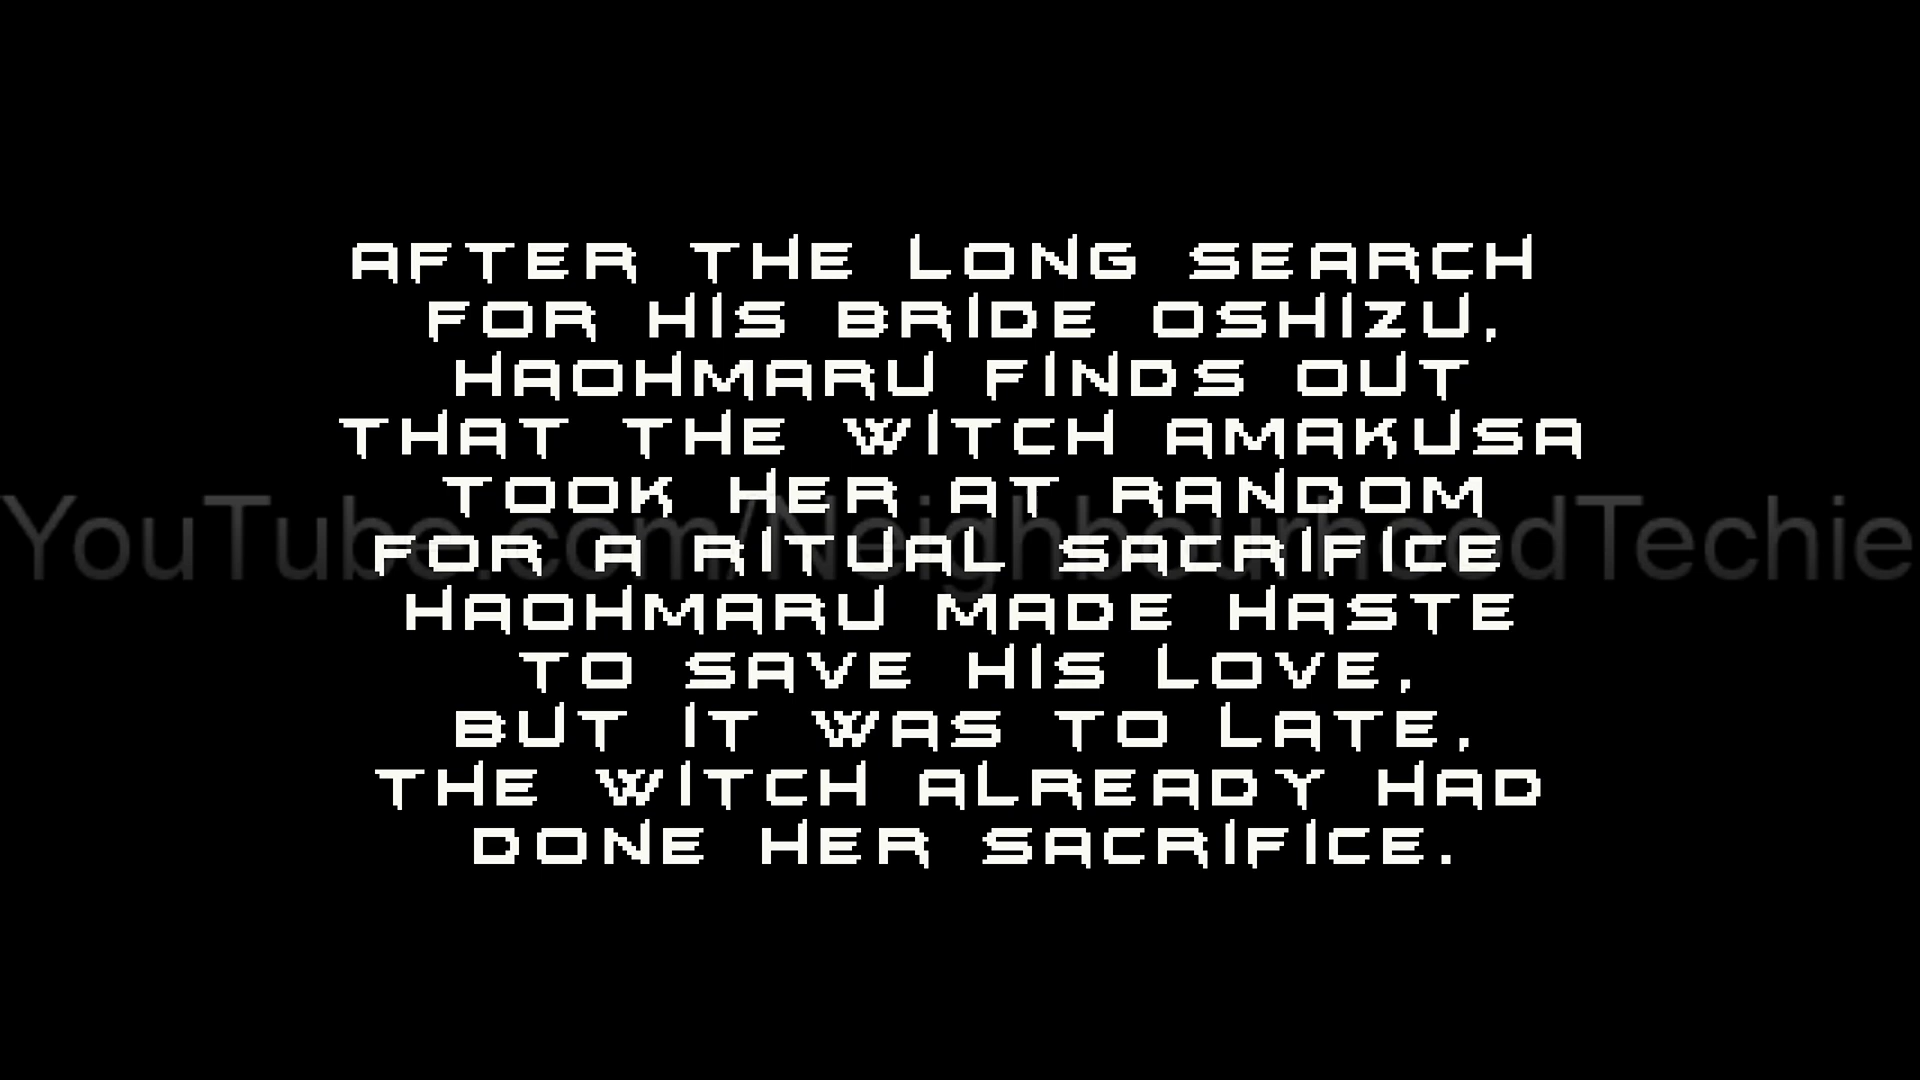 AFTER THE LONG SEARCH
FOR HIS BRIDE OSHIZU,
HAOHMARU FINDS OUT
THAT THE WITCH AMAKUSA
TOOK HER AT RANDOM
YouTube.com/NeighbourhoodTechie
FOR A RITUAL SACRIFICE
HAOHMARU MADE HASTE
TO SAVE HIS LOVE,
BUT IT WAS TO LATE,
THE WITCH ALREADY HAD
DONE HER SACRIFICE.